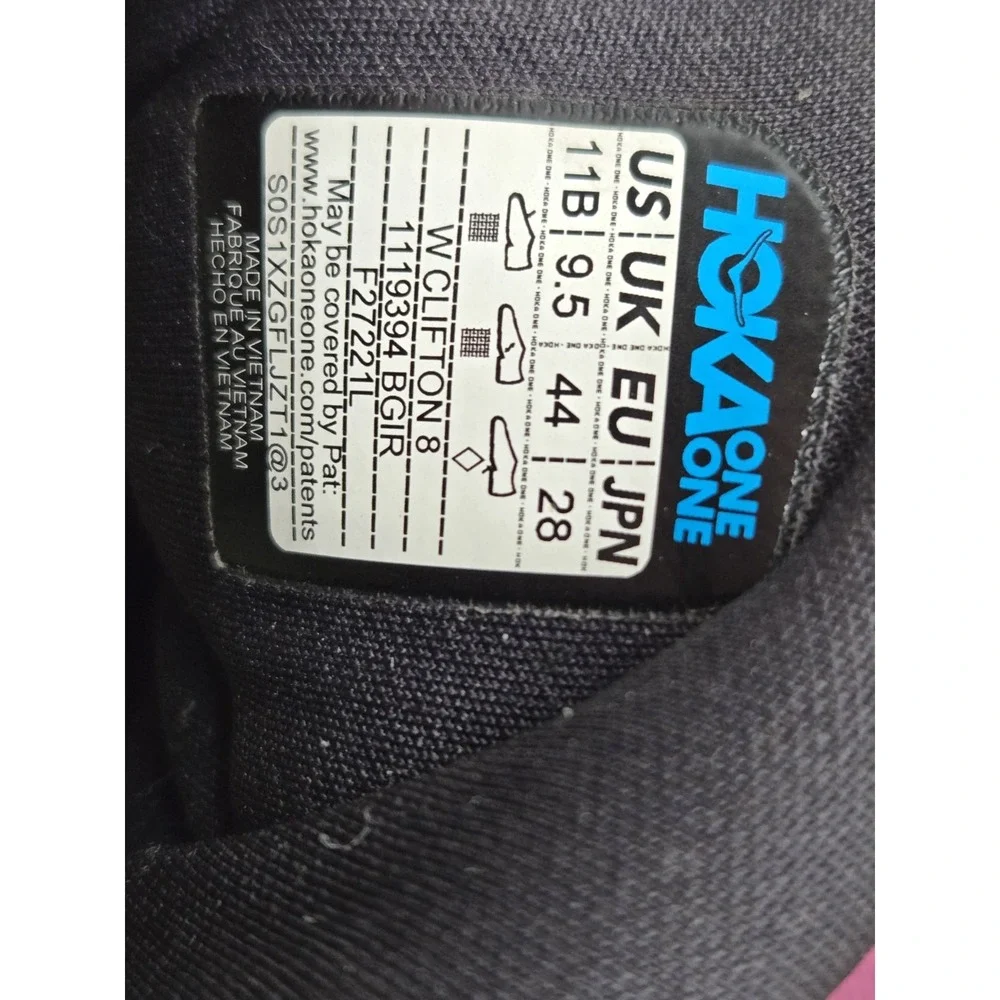 HOKA
ONE ONE
US UK EU JPN
11B 9.5 44 28
W CLIFTON 8
1119394 BGIR
F27221L
May be covered by Pat:
www.hokaoneone.com/patents
S0S1XZGFLJZT1@3
MADE IN VIETNAM
FABRIQUE AU VIETNAM
HECHO EN VIETNAM